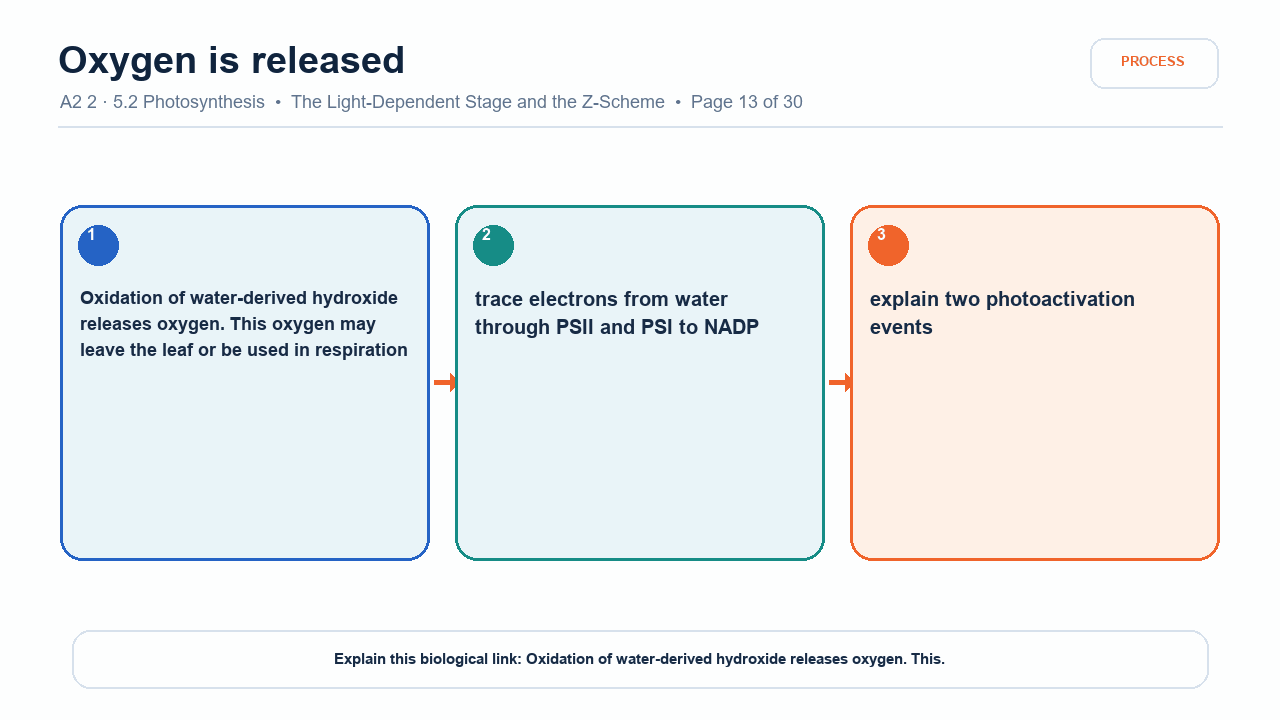 Oxygen is released
PROCESS
A2 2 · 5.2 Photosynthesis • The Light-Dependent Stage and the Z-Scheme • Page 13 of 30
1
Oxidation of water-derived hydroxide
releases oxygen. This oxygen may
leave the leaf or be used in respiration
2
trace electrons from water
through PSII and PSI to NADP
3
explain two photoactivation
events
Explain this biological link: Oxidation of water-derived hydroxide releases oxygen. This.